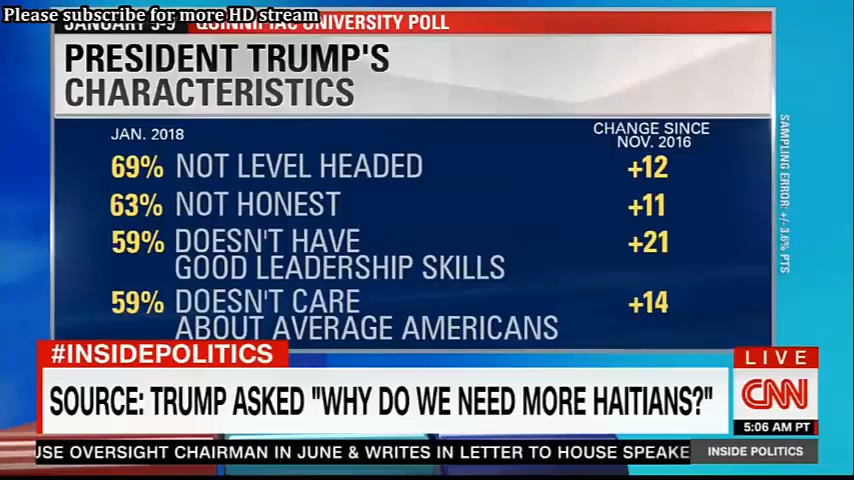 Please subscribe for more HD stream
JANUARY 5-9 QUINNIPIAC UNIVERSITY POLL
PRESIDENT TRUMP'S
CHARACTERISTICS
JAN. 2018
CHANGE SINCE
NOV. 2016
69% NOT LEVEL HEADED +12
63% NOT HONEST +11
59% DOESN'T HAVE +21
GOOD LEADERSHIP SKILLS
59% DOESN'T CARE +14
ABOUT AVERAGE AMERICANS
SAMPLING ERROR: +/- 3.6% PTS
#INSIDEPOLITICS
SOURCE: TRUMP ASKED "WHY DO WE NEED MORE HAITIANS?"
LIVE
CNN
5:06 AM PT
USE OVERSIGHT CHAIRMAN IN JUNE & WRITES IN LETTER TO HOUSE SPEAKE
INSIDE POLITICS